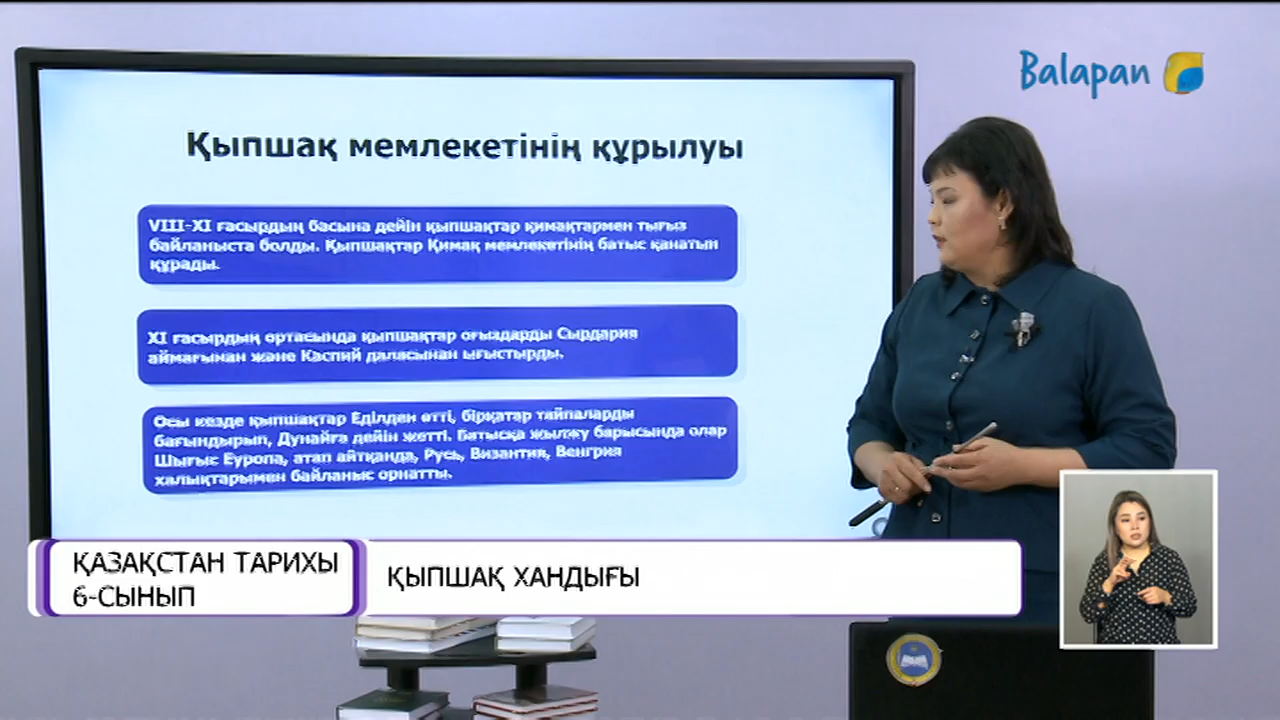 Balapan
Қыпшақ мемлекетінің құрылуы
VIII-XI ғасырдың басына дейін қыпшақтар қимақтармен тығыз
байланыста болды. Қыпшақтар Қимақ мемлекетінің батыс қанатын
құрады.
XI ғасырдың ортасында қыпшақтар оғыздарды Сырдария
аймағынан және Каспий даласынан ығыстырды.
Осы кезде қыпшақтар Еділден өтті, бірқатар тайпаларды
бағындырып, Дунайға дейін жетті. Батысқа жылжу барысында олар
Шығыс Еуропа, атап айтқанда, Русь, Византия, Венгрия
халықтарымен байланыс орнатты.
ҚАЗАҚСТАН ТАРИХЫ
6-СЫНЫП
ҚЫПШАҚ ХАНДЫҒЫ